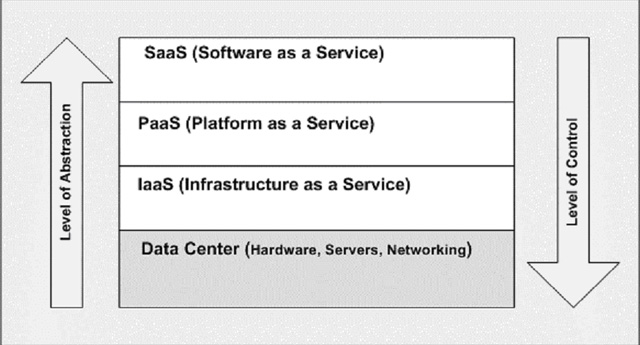 SaaS (Software as a Service)
PaaS (Platform as a Service)
IaaS (Infrastructure as a Service)
Data Center (Hardware, Servers, Networking)
Level of Abstraction
Level of Control